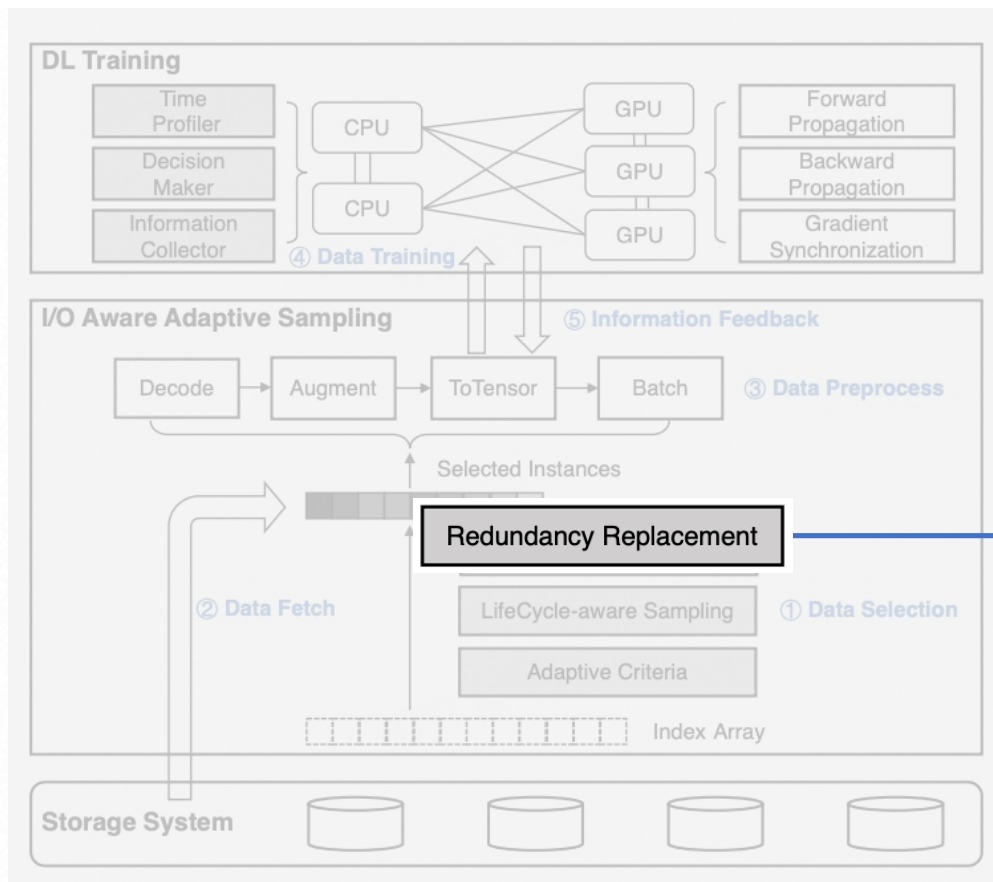 DL Training
Time
Profiler
Decision
Maker
Information
Collector
CPU
CPU
GPU
GPU
GPU
Forward
Propagation
Backward
Propagation
Gradient
Synchronization
④ Data Training
I/O Aware Adaptive Sampling
⑤ Information Feedback
Decode
Augment
ToTensor
Batch
③ Data Preprocess
Selected Instances
Redundancy Replacement
② Data Fetch
LifeCycle-aware Sampling
① Data Selection
Adaptive Criteria
Index Array
Storage System